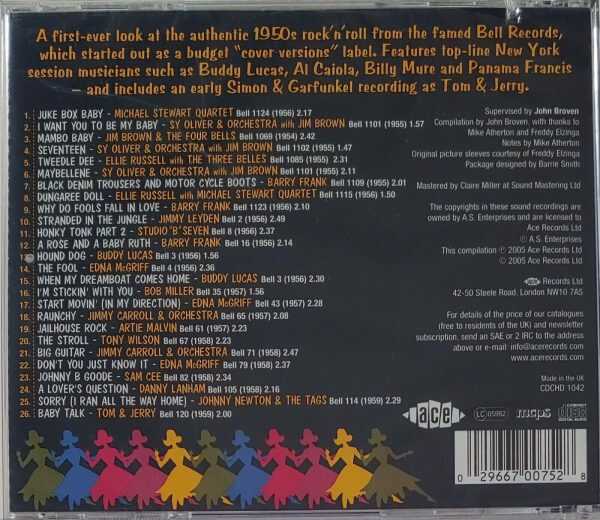 A first-ever look at the authentic 1950s rock'n'roll from the famed Bell Records,
which started out as a budget "cover versions" label. Features top-line New York
session musicians such as Buddy Lucas, Al Caiola, Billy Mure and Panama Francis
– and includes an early Simon & Garfunkel recording as Tom & Jerry.
1. JUKE BOX BABY - MICHAEL STEWART QUARTET Bell 1124 (1956) 2.17
2. I WANT YOU TO BE MY BABY - SY OLIVER & ORCHESTRA with JIM BROWN Bell 1101 (1955) 1.57
3. MAMBO BABY - JIM BROWN & THE FOUR BELLS Bell 1069 (1954) 2.42
4. SEVENTEEN - SY OLIVER & ORCHESTRA with JIM BROWN Bell 1102 (1955) 1.47
5. TWEEDLE DEE - ELLIE RUSSELL with THE THREE BELLES Bell 1085 (1955) 2.31
6. MAYBELLENE - SY OLIVER & ORCHESTRA with JIM BROWN Bell 1101 (1955) 2.11
7. BLACK DENIM TROUSERS AND MOTOR CYCLE BOOTS - BARRY FRANK Bell 1109 (1955) 2.01
8. DUNGAREE DOLL - ELLIE RUSSELL with MICHAEL STEWART QUARTET Bell 1115 (1956) 1.50
9. WHY DO FOOLS FALL IN LOVE - BARRY FRANK Bell 1123 (1956) 2.10
10. STRANDED IN THE JUNGLE - JIMMY LEYDEN Bell 2 (1956) 2.49
11. HONKY TONK PART 2 - STUDIO 'B' SEVEN Bell 8 (1956) 2.37
12. A ROSE AND A BABY RUTH - BARRY FRANK Bell 16 (1956) 2.14
13. HOUND DOG - BUDDY LUCAS Bell 3 (1956) 1.56
14. THE FOOL - EDNA McGRIFF Bell 4 (1956) 2.36
15. WHEN MY DREAMBOAT COMES HOME - BUDDY LUCAS Bell 3 (1956) 2.30
16. I'M STICKIN' WITH YOU - BOB MILLER Bell 35 (1957) 1.56
17. START MOVIN' (IN MY DIRECTION) - EDNA McGRIFF Bell 43 (1957) 2.28
18. RAUNCHY - JIMMY CARROLL & ORCHESTRA Bell 65 (1957) 2.14
19. JAILHOUSE ROCK - ARTIE MALVIN Bell 61 (1957) 2.23
20. THE STROLL - TONY WILSON Bell 67 (1957) 2.34
21. BIG GUITAR - JIMMY CARROLL & ORCHESTRA Bell 71 (1958) 2.47
22. DON'T YOU JUST KNOW IT - EDNA McGRIFF Bell 79 (1958) 2.37
23. JOHNNY B GOODE - SAM CEE Bell 82 (1958) 2.34
24. A LOVER'S QUESTION - DANNY LANHAM Bell 105 (1958) 2.16
25. SORRY (I RAN ALL THE WAY HOME) - JOHNNY NEWTON & THE TAGS Bell 114 (1959) 2.29
26. BABY TALK - TOM & JERRY Bell 120 (1959) 2.00
Supervised by John Broven
Compilation by John Broven, with thanks to
Mike Atherton and Freddy Elzinga
Notes by Mike Atherton
Original picture sleeves courtesy of Freddy Elzinga
Package designed by Barrie Smith
Mastered by Claire Miller at Sound Mastering Ltd
The copyrights in these sound recordings are
owned by A.S. Enterprises and are licensed to
Ace Records Ltd
℗ A.S. Enterprises
This compilation ℗ 2005 Ace Records Ltd
© 2005 Ace Records Ltd
ACE Records Ltd
42-50 Steele Road, London NW10 7AS
For details of the price of our catalogues
(free to residents of the UK) and newsletter
subscription, send an SAE or 2 IRC to the address
above or e-mail: info@acerecords.com
www.acerecords.com
Made in the UK
CDCHD 1042
ACE
LC 05982
mcps
COMPACT
disc
DIGITAL AUDIO
0 29667 00752 8